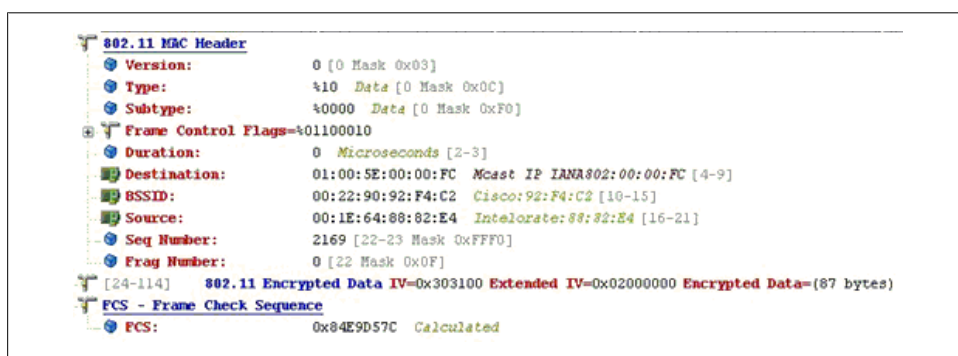 802.11 MAC Header
Version: 0 [0 Mask 0x03]
Type: %10 Data [0 Mask 0x0C]
Subtype: %0000 Data [0 Mask 0xF0]
Frame Control Flags=%01100010
Duration: 0 Microseconds [2-3]
Destination: 01:00:5E:00:00:FC Mcast IP IANA802:00:00:FC [4-9]
BSSID: 00:22:90:92:F4:C2 Cisco:92:F4:C2 [10-15]
Source: 00:1E:64:88:82:E4 Intelorate:88:82:E4 [16-21]
Seq Number: 2169 [22-23 Mask 0xFFF0]
Frag Number: 0 [22 Mask 0x0F]
[24-114] 802.11 Encrypted Data IV=0x303100 Extended IV=0x02000000 Encrypted Data=(87 bytes)
FCS - Frame Check Sequence
FCS: 0x84E9D57C Calculated